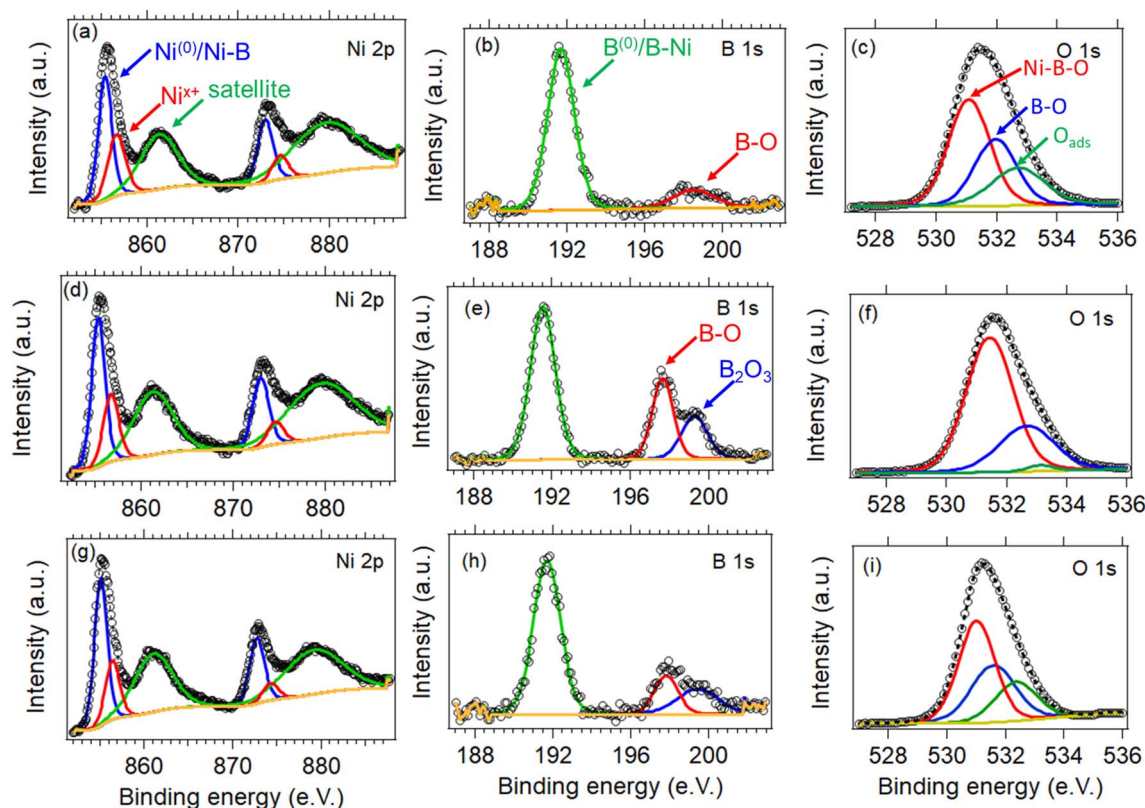 (a)
Ni 2p
Ni⁽⁰⁾/Ni-B
Niˣ⁺
satellite
Intensity (a.u.)
860 870 880
(b)
B 1s
B⁽⁰⁾/B-Ni
B-O
Intensity (a.u.)
188 192 196 200
(c)
O 1s
Ni-B-O
B-O
Oₐdₛ
Intensity (a.u.)
528 530 532 534 536
(d)
Ni 2p
Intensity (a.u.)
860 870 880
(e)
B 1s
B-O
B₂O₃
Intensity (a.u.)
188 192 196 200
(f)
O 1s
Intensity (a.u.)
528 530 532 534 536
(g)
Ni 2p
Intensity (a.u.)
860 870 880
Binding energy (e.V.)
(h)
B 1s
Intensity (a.u.)
188 192 196 200
Binding energy (e.V.)
(i)
O 1s
Intensity (a.u.)
528 530 532 534 536
Binding energy (e.V.)